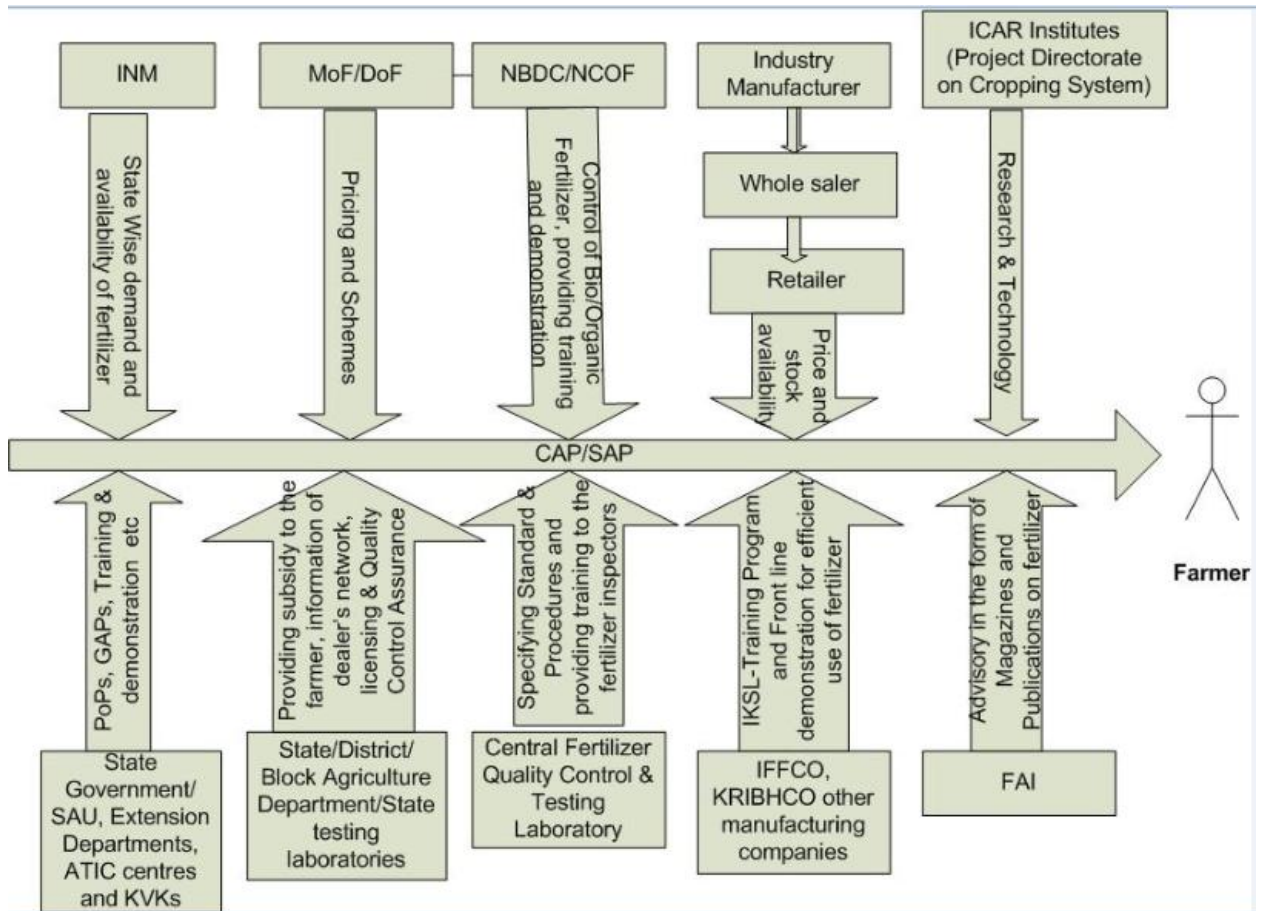 INM
MoF/DoF
NBDC/NCOF
Industry
Manufacturer
ICAR Institutes
(Project Directorate
on Cropping System)
Whole saler
Retailer
State Wise demand and
availability of fertilizer
Pricing and Schemes
Control of Bio/Organic
Fertilizer, providing training
and demonstration
Price and
stock
availability
Research & Technology
CAP/SAP
Farmer
PoPs, GAPs, Training &
demonstration etc
Providing subsidy to the
farmer, information of
dealer's network,
licensing & Quality
Control Assurance
Specifying Standard &
Procedures and
providing training to the
fertilizer inspectors
IKSL-Training Program
and Front line
demonstration for efficient
use of fertilizer
Advisory in the form of
Magazines and
Publications on fertilizer
State
Government/
SAU, Extension
Departments,
ATIC centres
and KVKs
State/District/
Block Agriculture
Department/State
testing
laboratories
Central Fertilizer
Quality Control &
Testing
Laboratory
IFFCO,
KRIBHCO other
manufacturing
companies
FAI